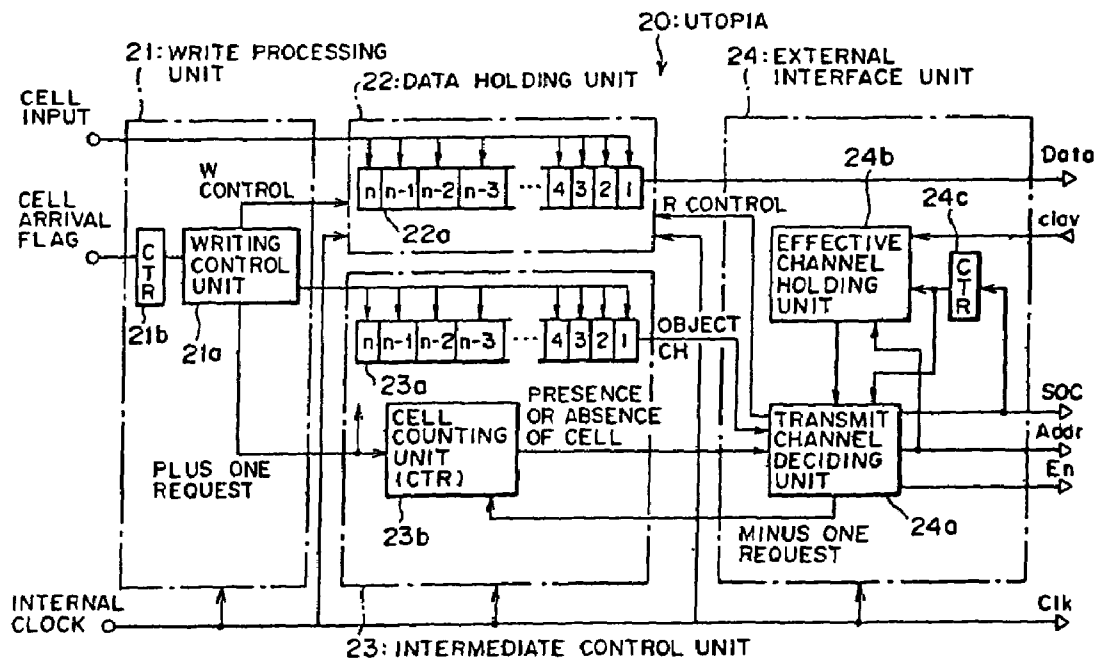 20: UTOPIA
21: WRITE PROCESSING
UNIT
22: DATA HOLDING UNIT
24: EXTERNAL
INTERFACE UNIT
CELL
INPUT
W
CONTROL
n n-1 n-2 n-3 ... 4 3 2 1
22a
R CONTROL
24b
24c
Data
clav
CELL
ARRIVAL
FLAG
CTR
21b
WRITING
CONTROL
UNIT
21a
EFFECTIVE
CHANNEL
HOLDING
UNIT
CTR
n n-1 n-2 n-3 ... 4 3 2 1
23a
OBJECT
CH
PRESENCE
OR ABSENCE
OF CELL
CELL
COUNTING
UNIT
(CTR)
23b
TRANSMIT
CHANNEL
DECIDING
UNIT
24a
SOC
Addr
En
PLUS ONE
REQUEST
MINUS ONE
REQUEST
INTERNAL
CLOCK
Clk
23: INTERMEDIATE CONTROL UNIT